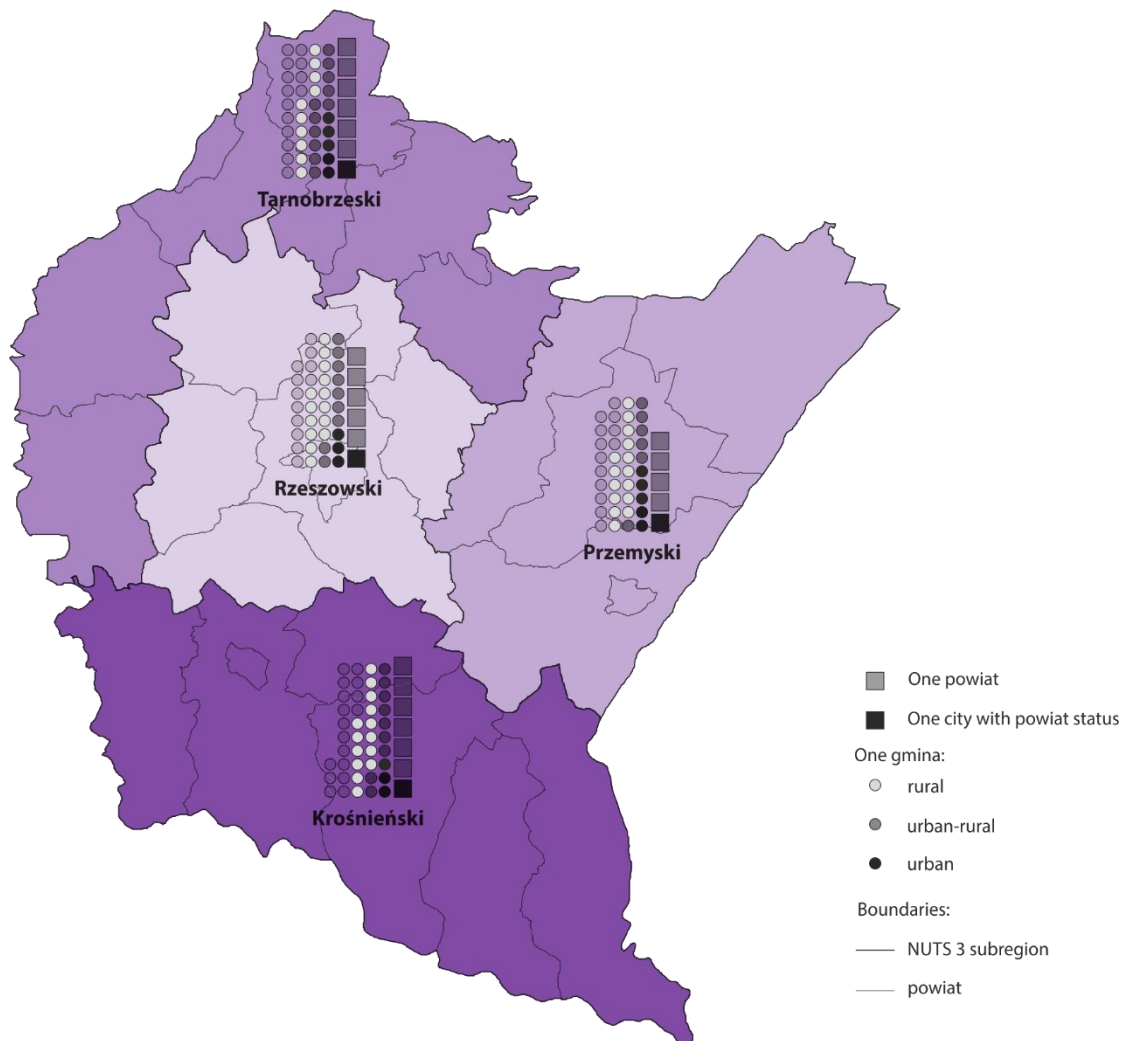 Tarnobrzeski
Rzeszowski
Przemyski
Krośnieński
One powiat
One city with powiat status
One gmina:
rural
urban-rural
urban
Boundaries:
NUTS 3 subregion
powiat